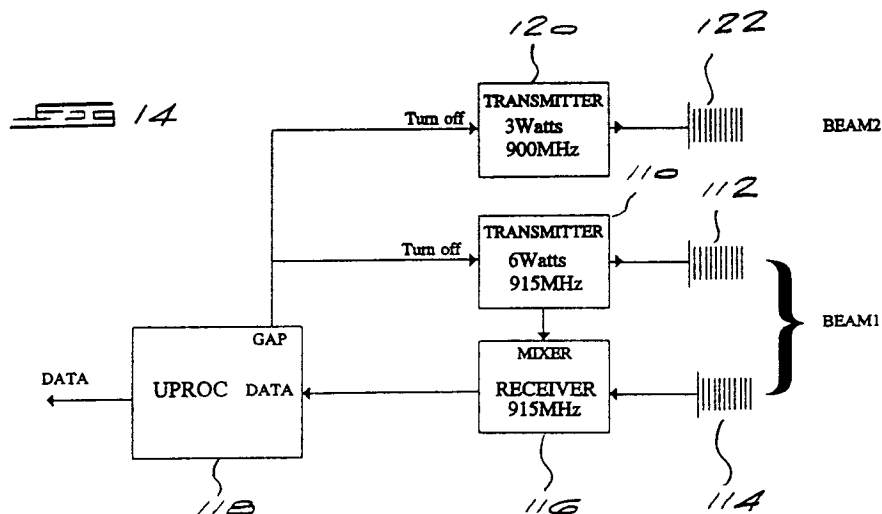 120
122
FIG 14
Turn off
TRANSMITTER
3Watts
900MHz
BEAM2
110
112
Turn off
TRANSMITTER
6Watts
915MHz
BEAM1
GAP
DATA
UPROC
DATA
MIXER
RECEIVER
915MHz
118
116
114